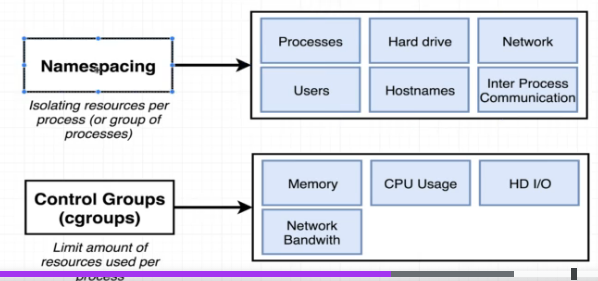 Namespacing
Isolating resources per
process (or group of
processes)
Processes
Hard drive
Network
Users
Hostnames
Inter Process
Communication
Control Groups
(cgroups)
Limit amount of
resources used per
process
Memory
CPU Usage
HD I/O
Network
Bandwith